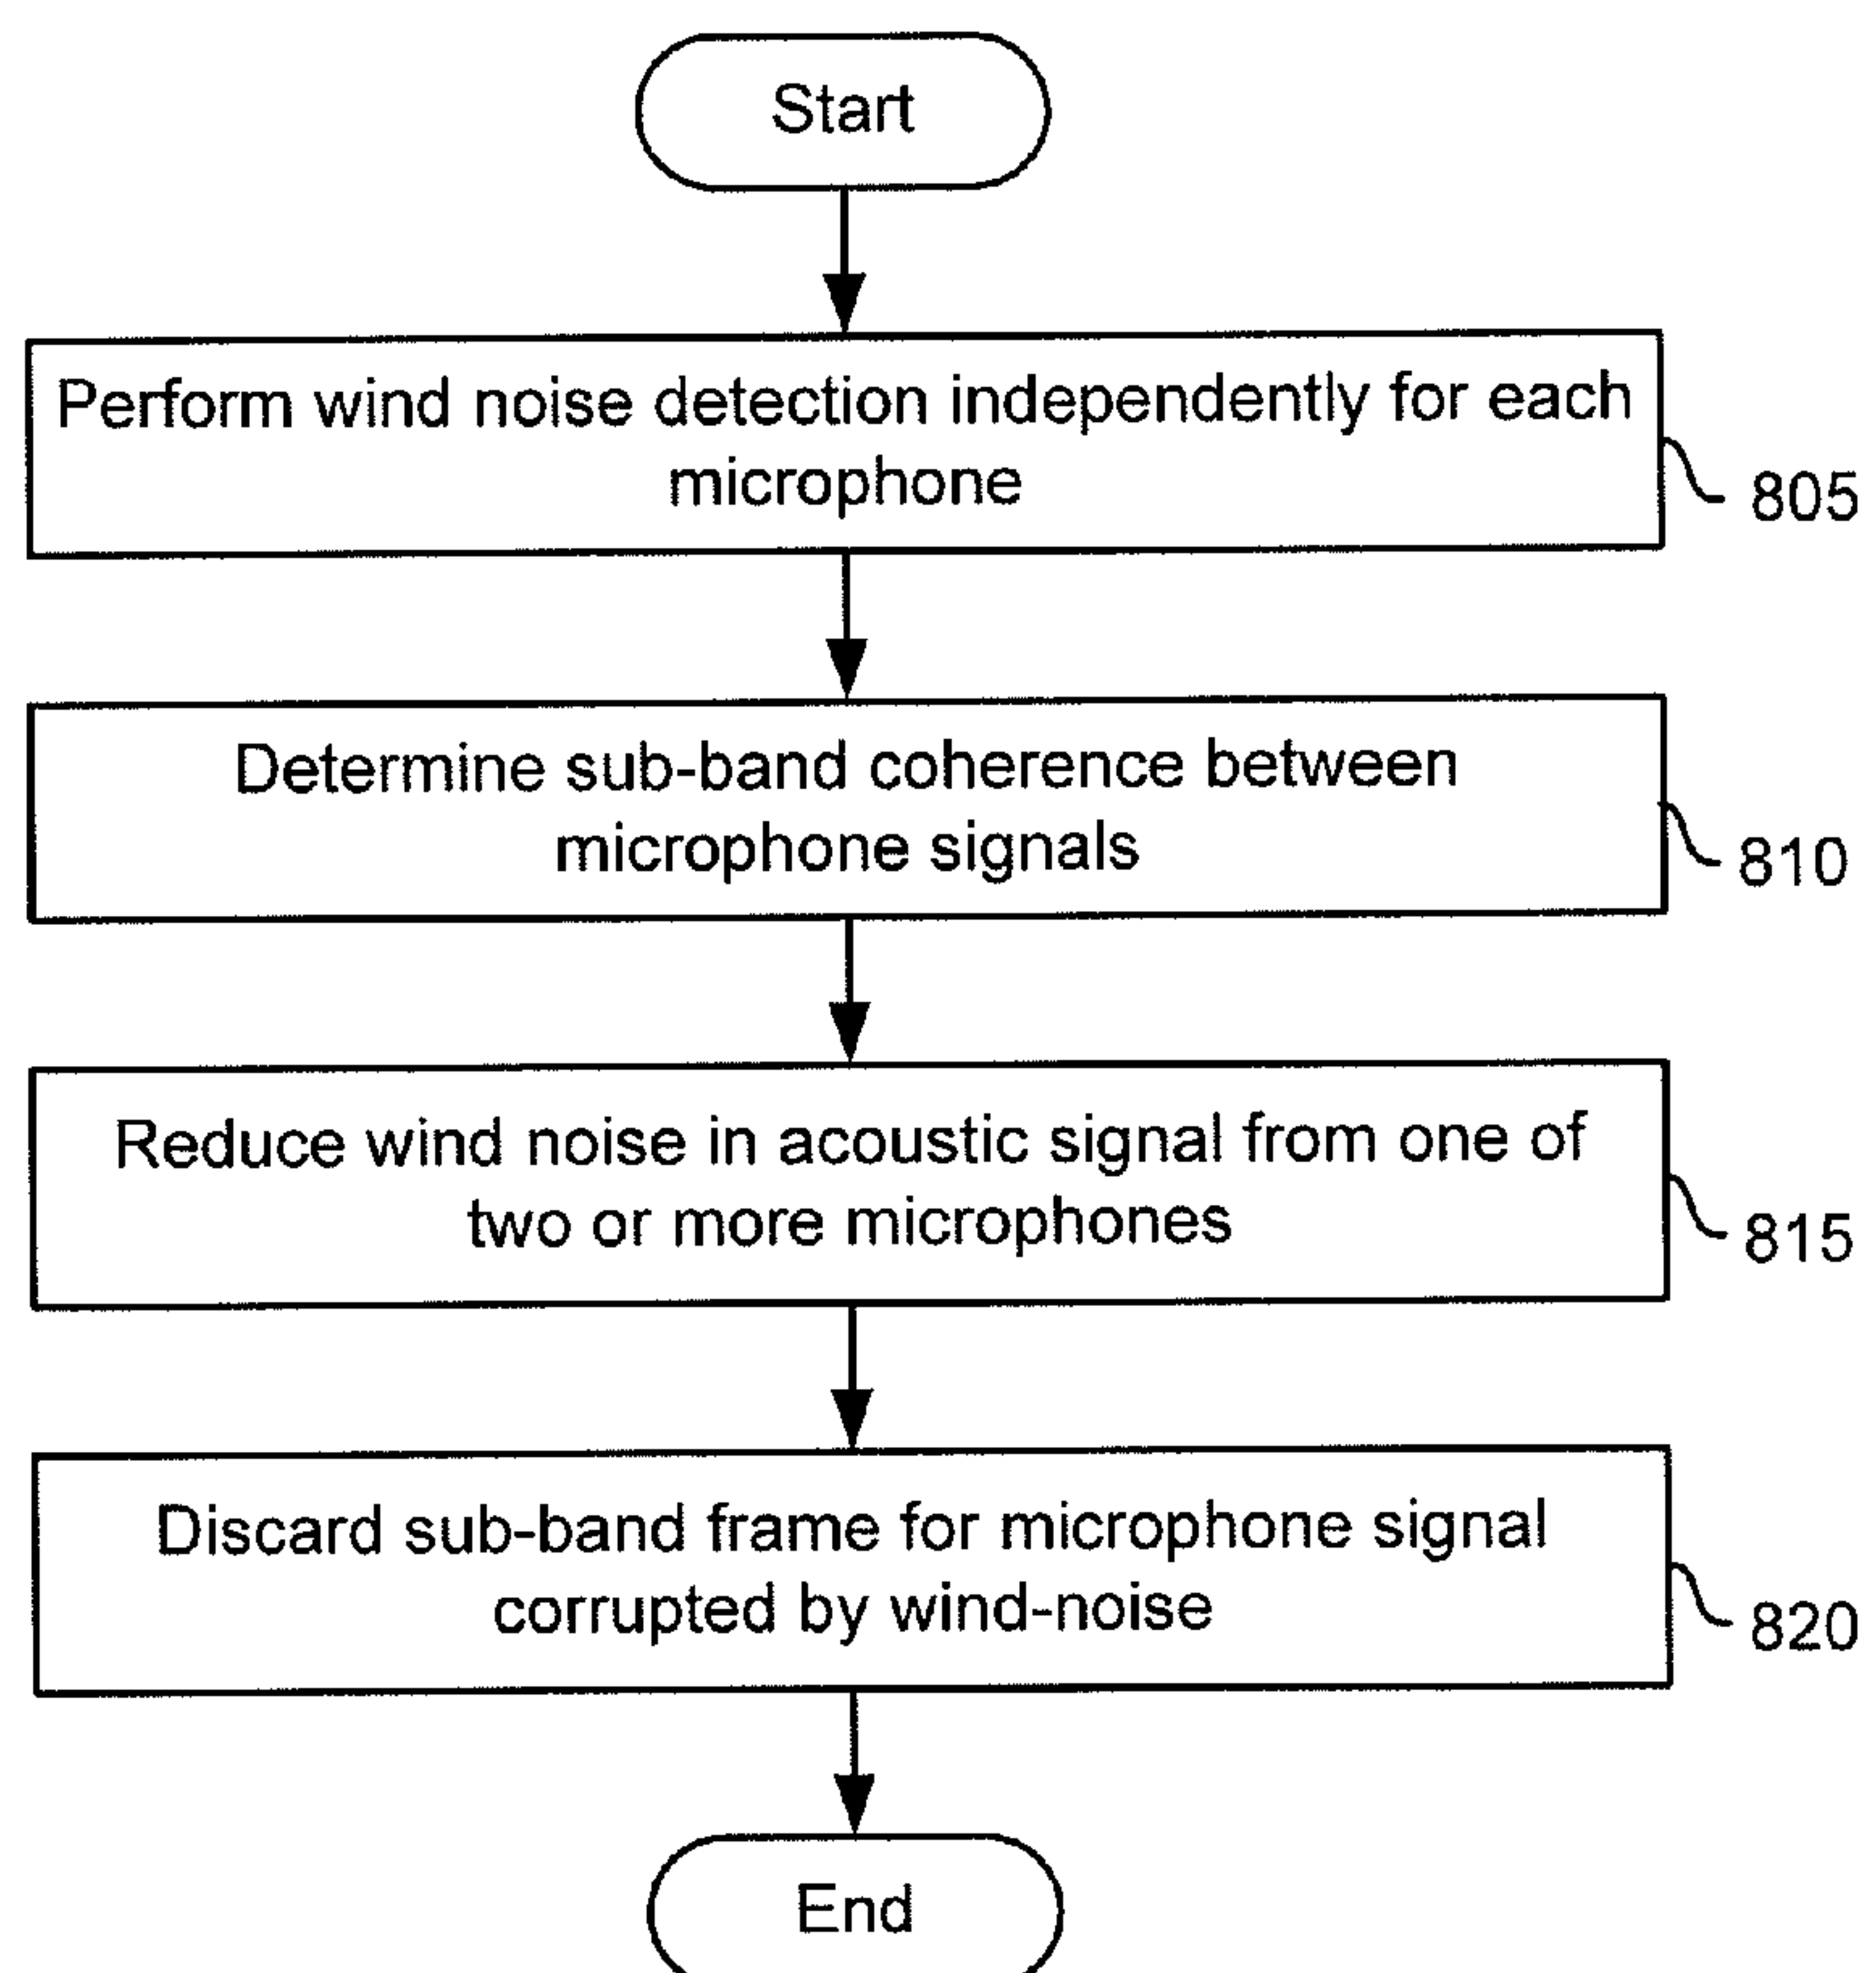 Start
Perform wind noise detection independently for each
microphone
805
Determine sub-band coherence between
microphone signals
810
Reduce wind noise in acoustic signal from one of
two or more microphones
815
Discard sub-band frame for microphone signal
corrupted by wind-noise
820
End